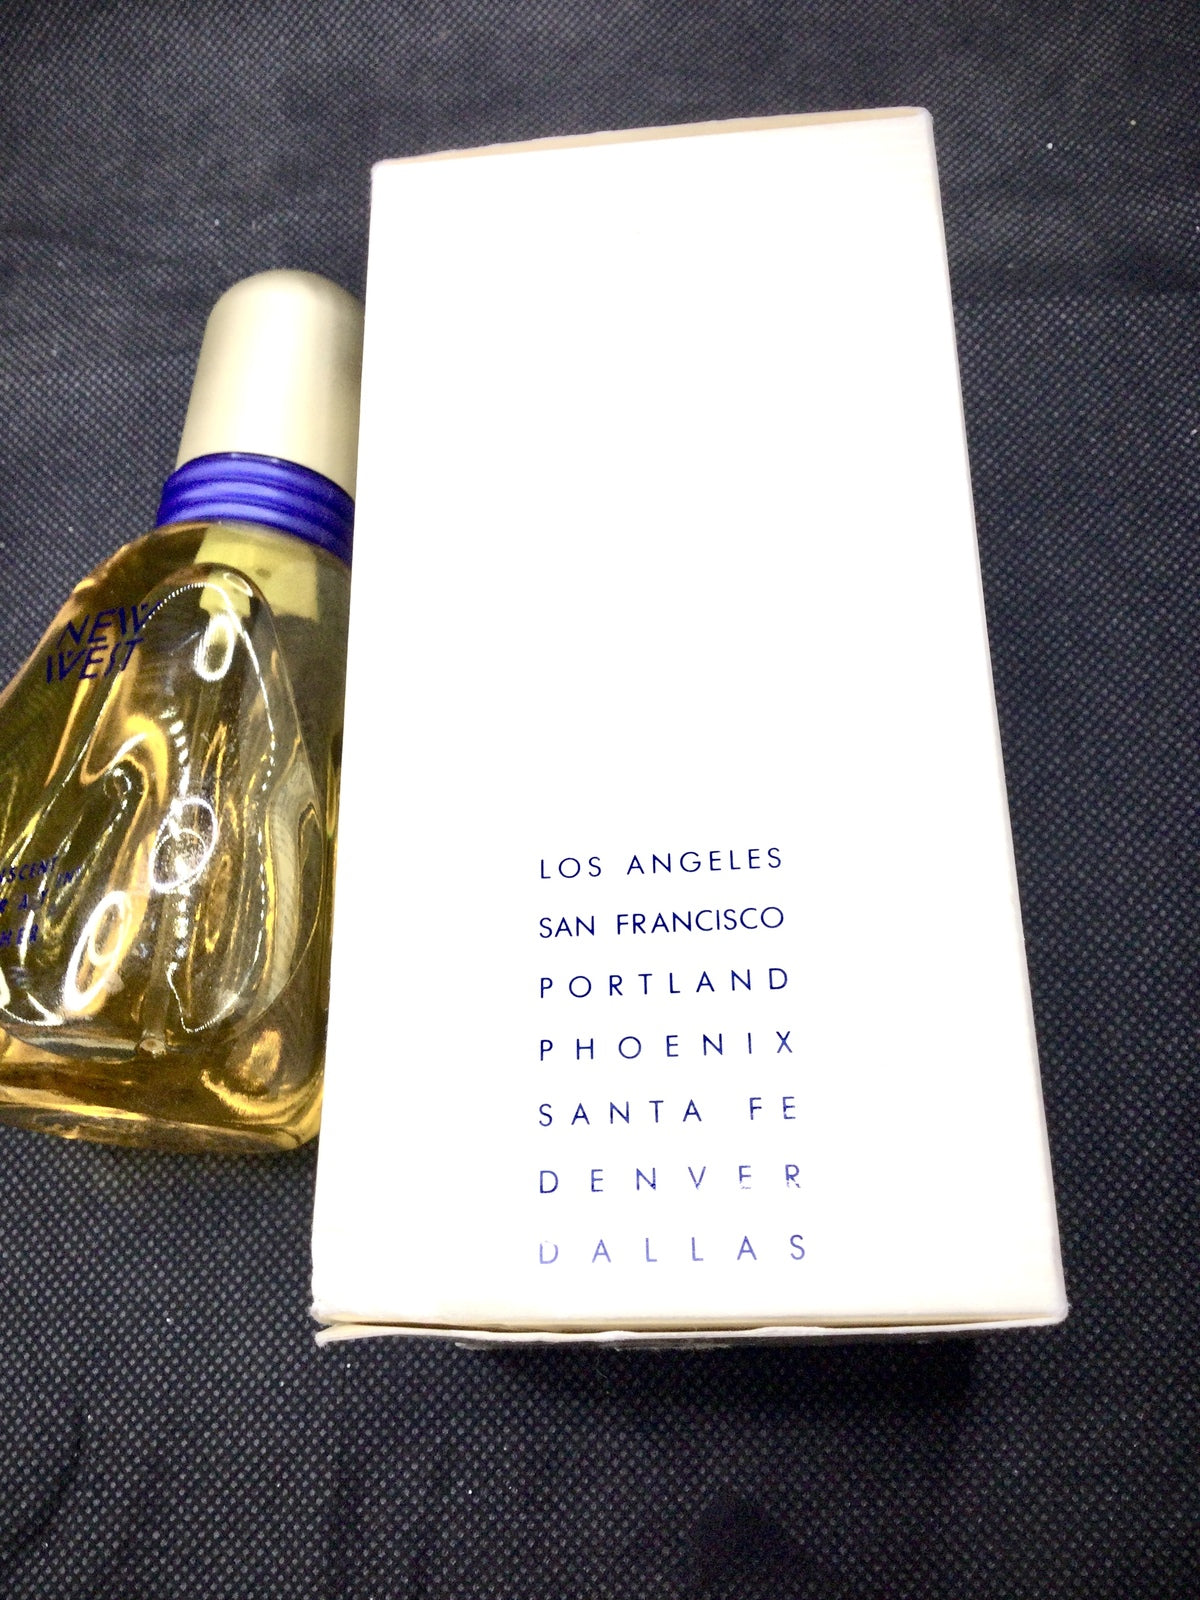 NEW
WEST
LOS ANGELES
SAN FRANCISCO
PORTLAND
PHOENIX
SANTA FE
DENVER
DALLAS